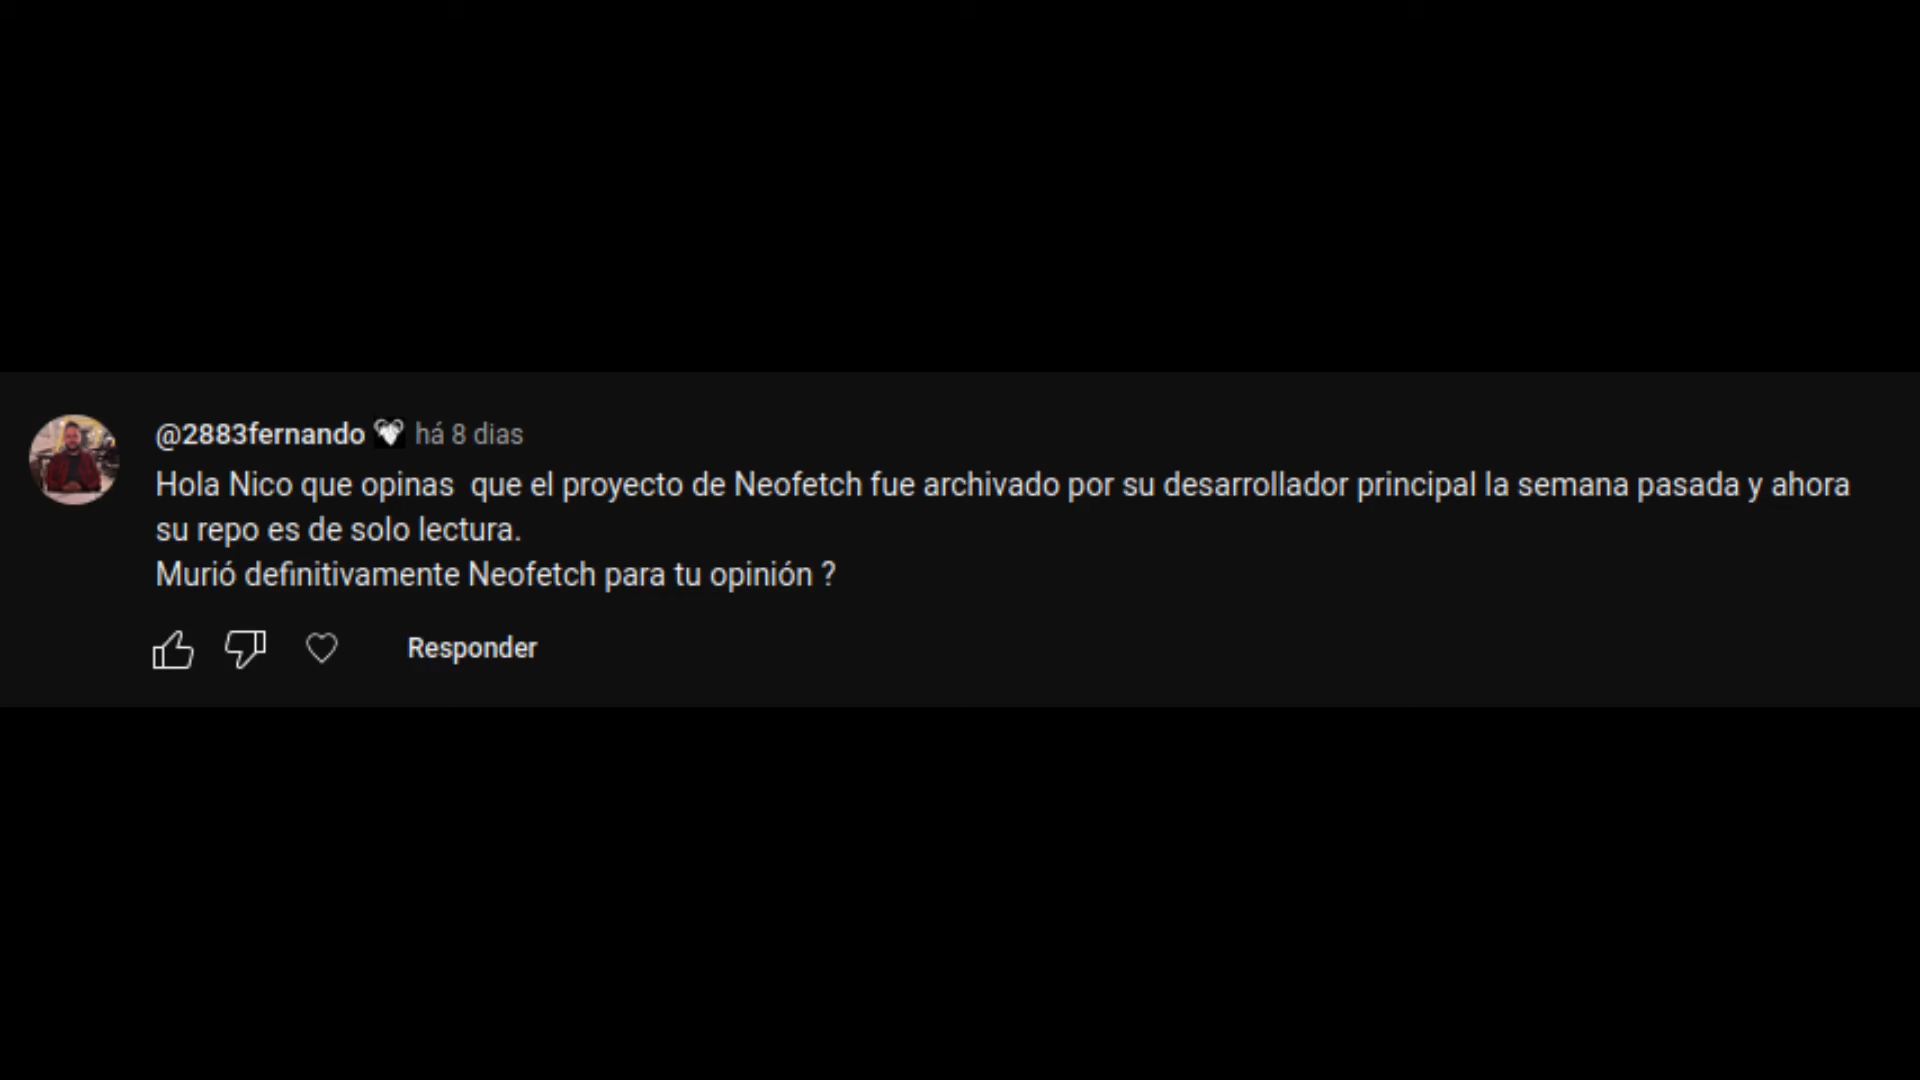 @2883fernando há 8 dias
Hola Nico que opinas  que el proyecto de Neofetch fue archivado por su desarrollador principal la semana pasada y ahora
su repo es de solo lectura.
Murió definitivamente Neofetch para tu opinión ?
Responder